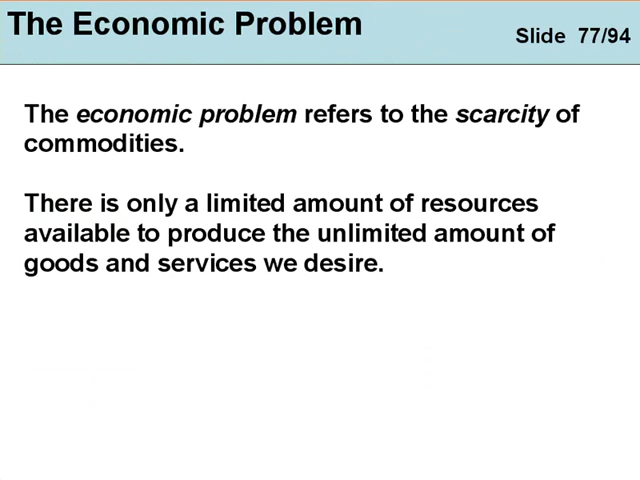 The Economic Problem
Slide 77/94
The economic problem refers to the scarcity of
commodities.
There is only a limited amount of resources
available to produce the unlimited amount of
goods and services we desire.